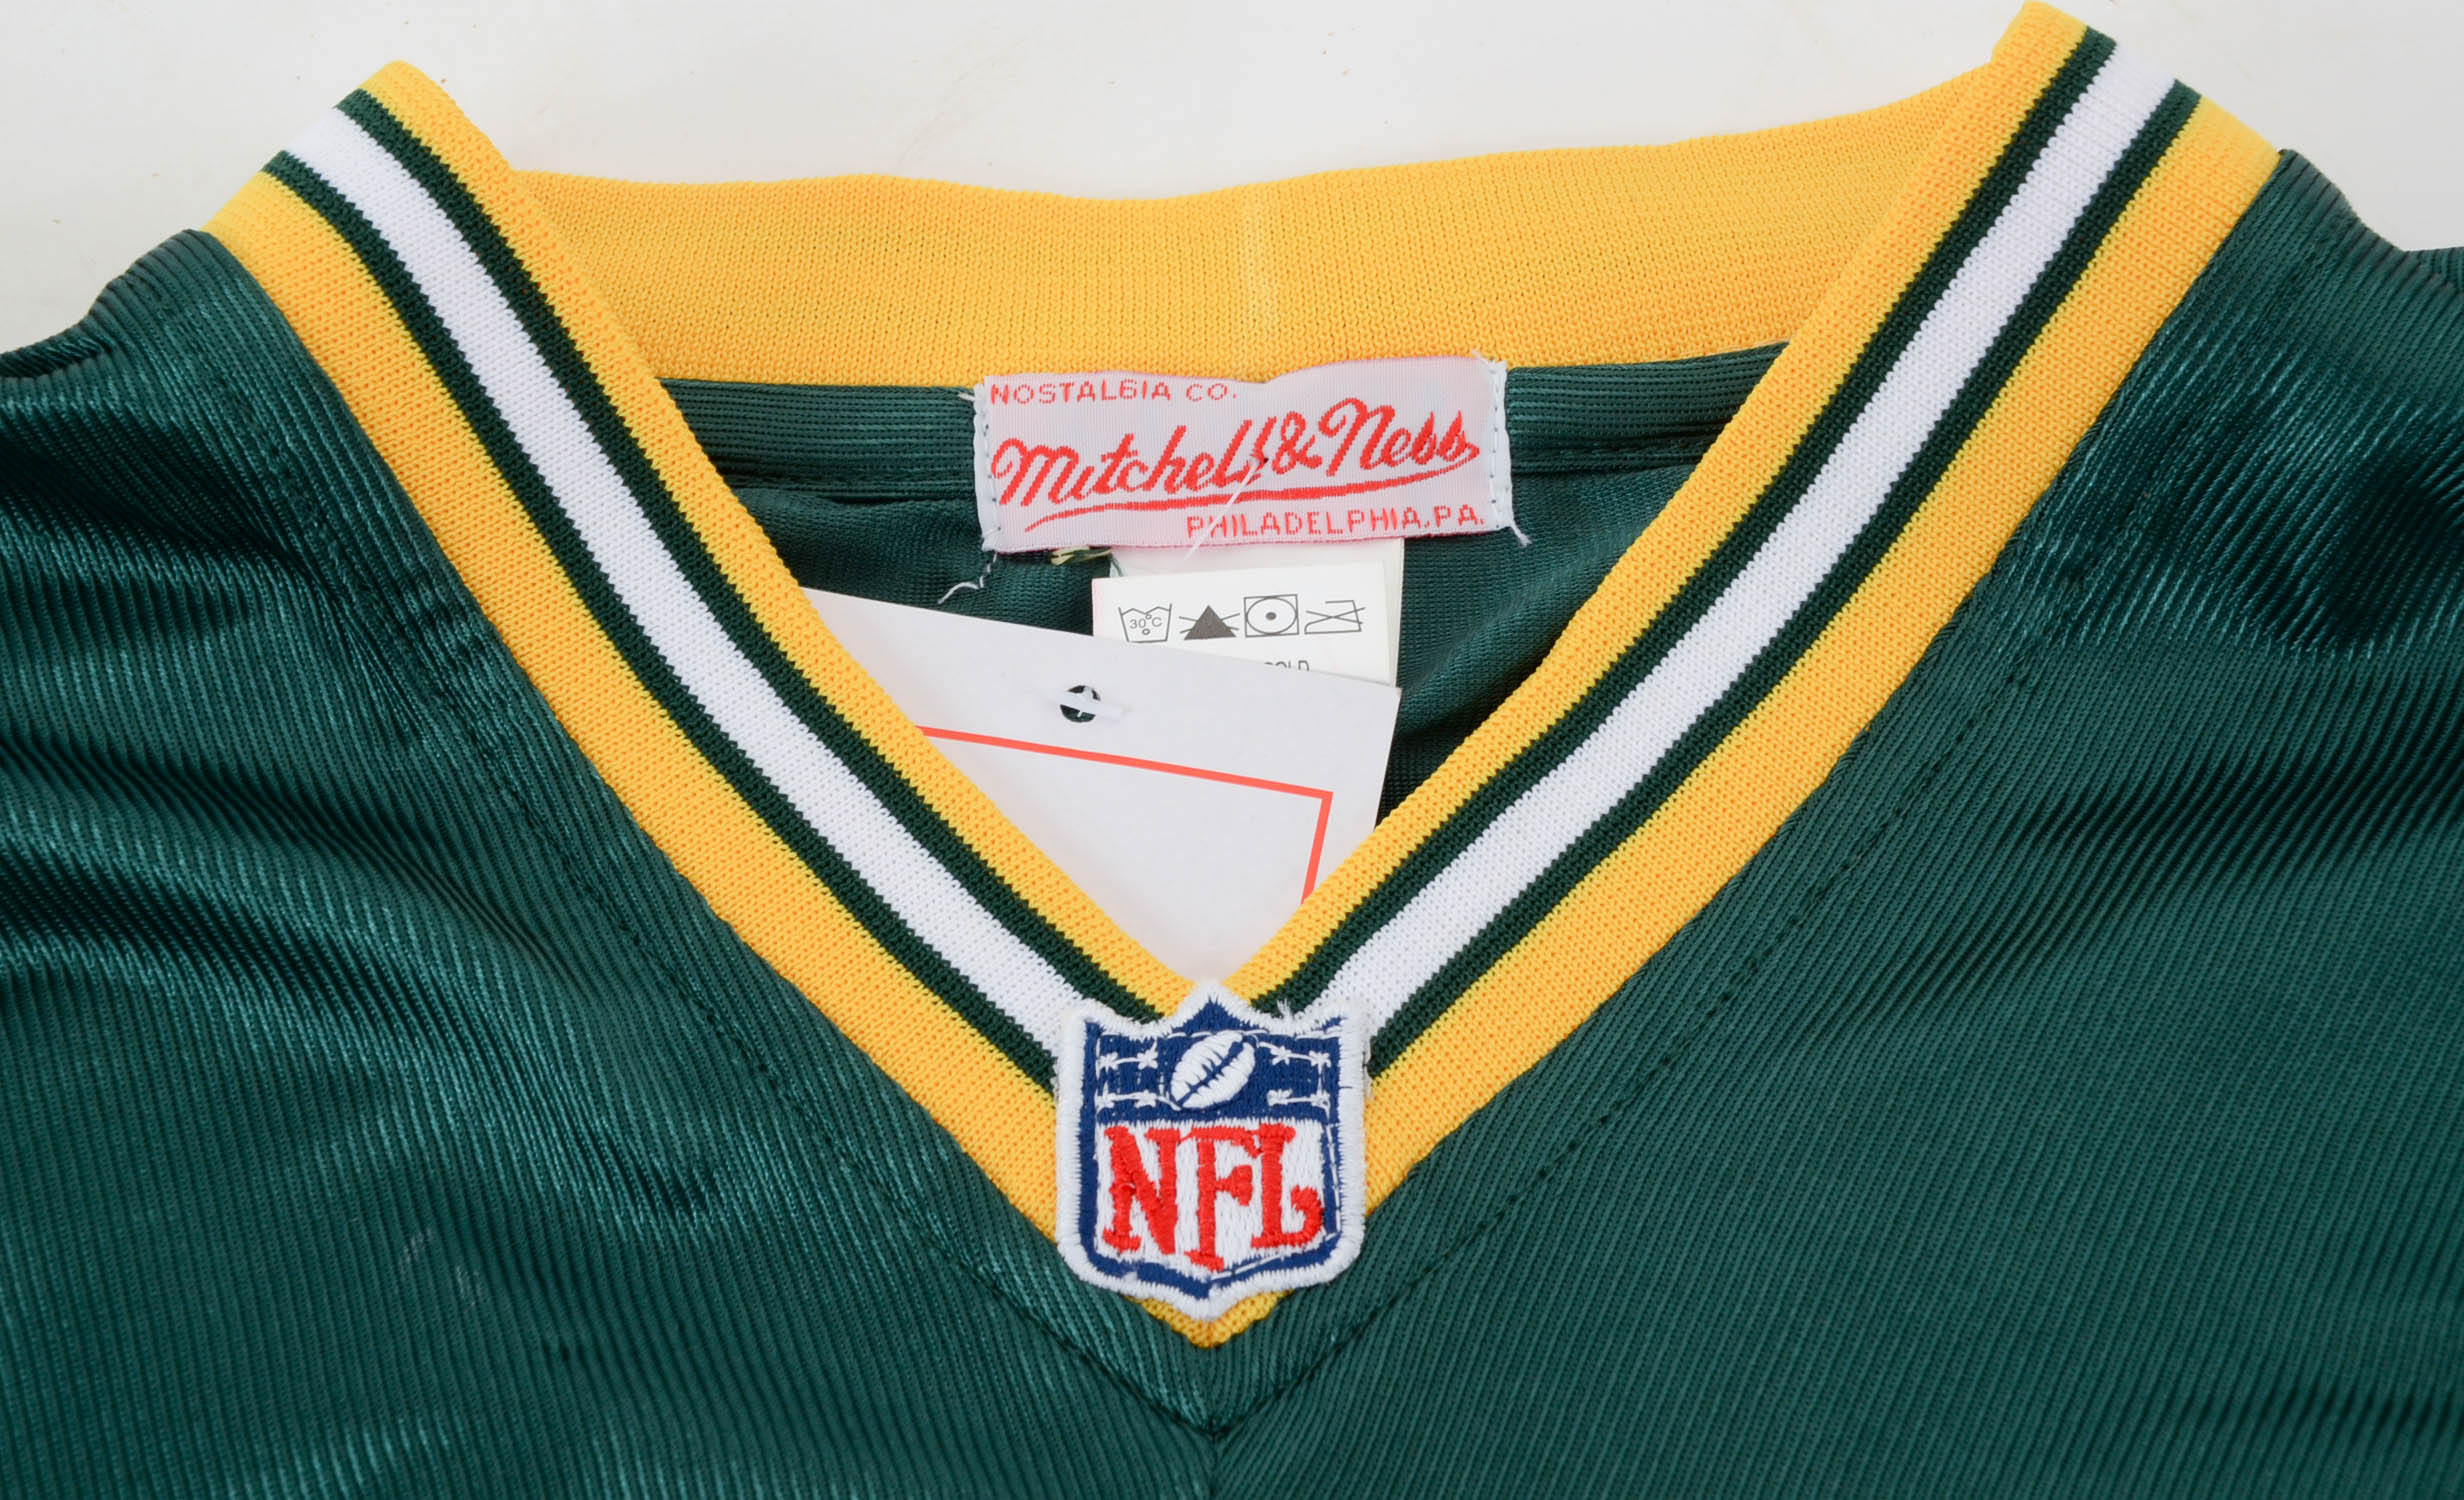 NOSTALGIA CO.
Mitchell & Ness
PHILADELPHIA, PA.
30°C
NFL